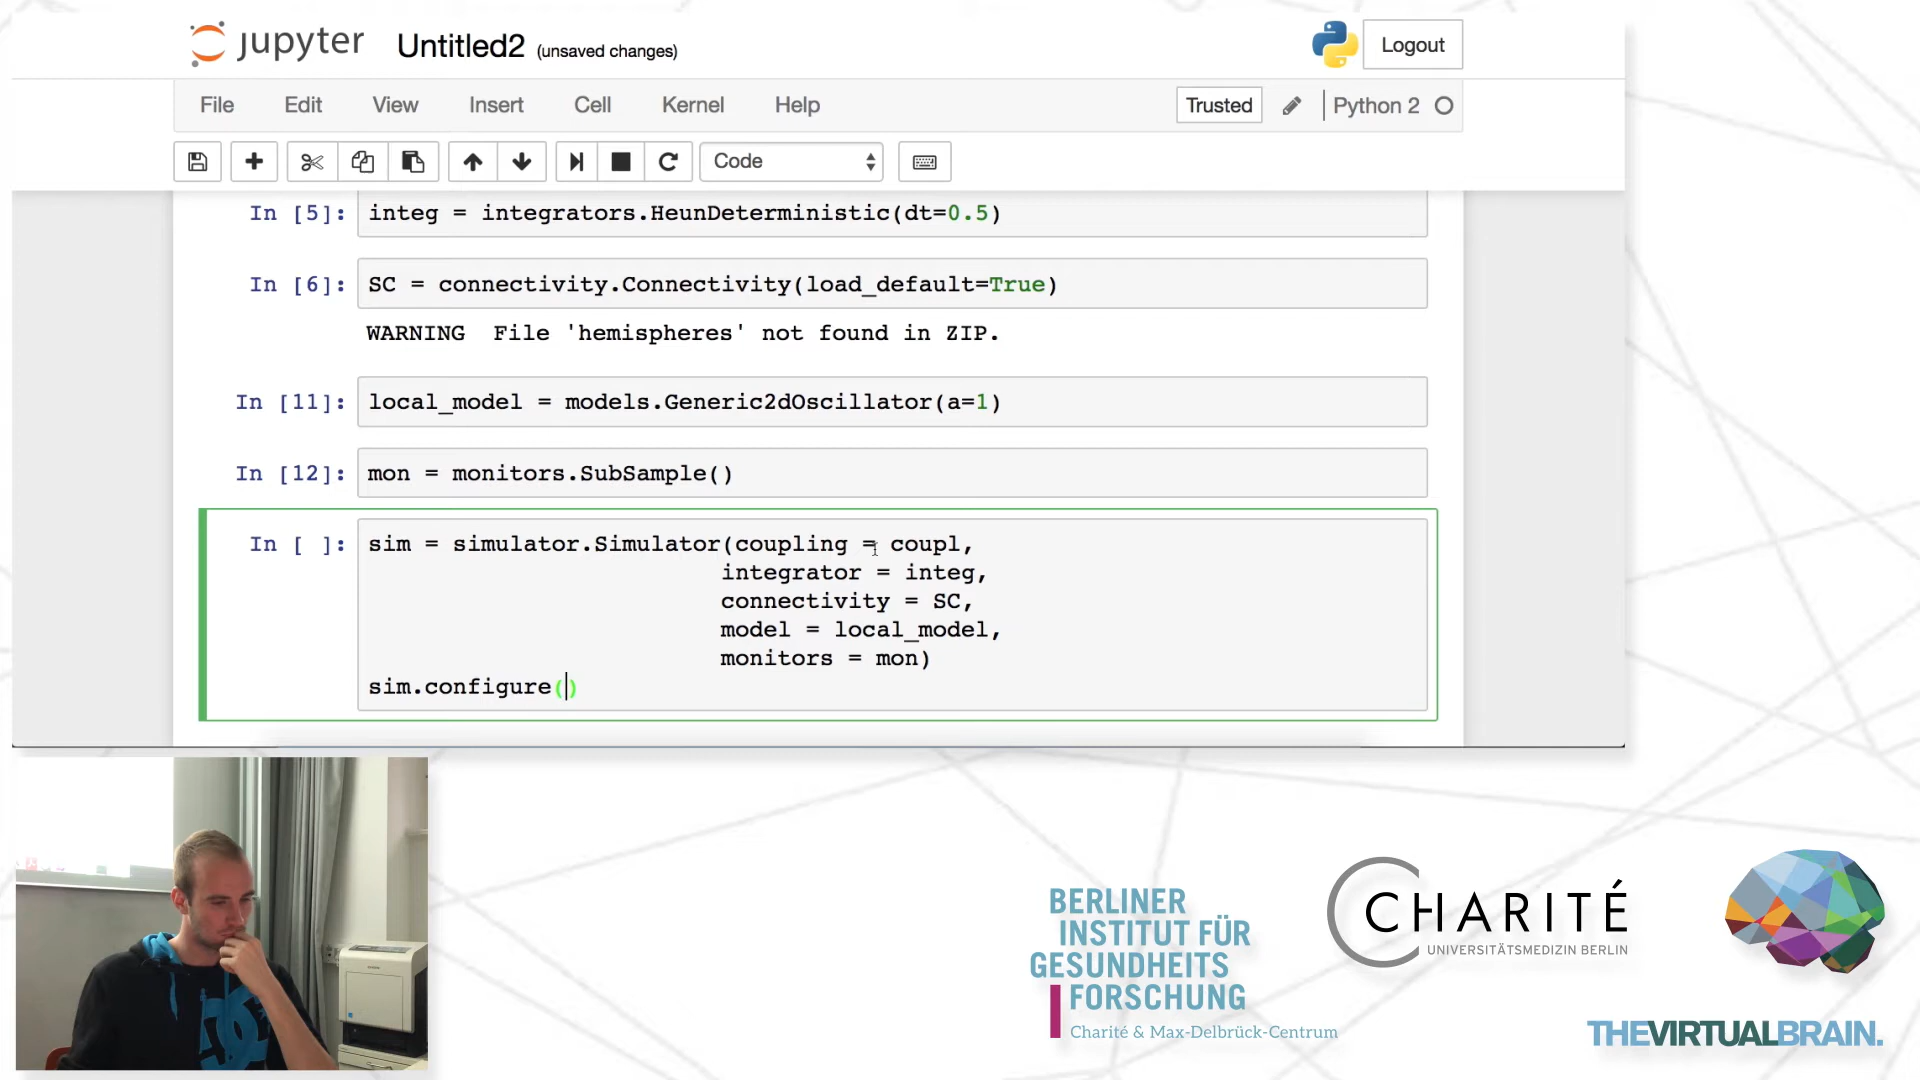 jupyter Untitled2 (unsaved changes) Logout
File Edit View Insert Cell Kernel Help Trusted Python 2
Code
In [5]: integ = integrators.HeunDeterministic(dt=0.5)
In [6]: SC = connectivity.Connectivity(load_default=True)
WARNING File 'hemispheres' not found in ZIP.
In [11]: local_model = models.Generic2dOscillator(a=1)
In [12]: mon = monitors.SubSample()
In [ ]: sim = simulator.Simulator(coupling = coupl,
integrator = integ,
connectivity = SC,
model = local_model,
monitors = mon)
sim.configure()
BERLINER
INSTITUT FÜR
GESUNDHEITS
FORSCHUNG
Charité & Max-Delbrück-Centrum
CHARITÉ
UNIVERSITÄTSMEDIZIN BERLIN
THEVIRTUALBRAIN.